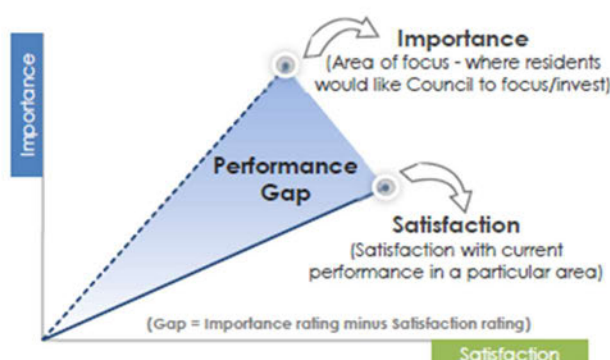 Importance
Importance
(Area of focus - where residents
would like Council to focus/invest)
Performance
Gap
Satisfaction
(Satisfaction with current
performance in a particular area)
(Gap = Importance rating minus Satisfaction rating)
Satisfaction